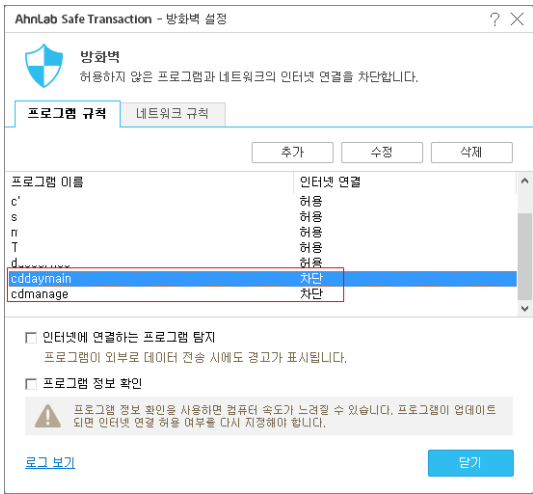 AhnLab Safe Transaction - 방화벽 설정
방화벽
허용하지 않은 프로그램과 네트워크의 인터넷 연결을 차단합니다.
프로그램 규칙 네트워크 규칙
추가 수정 삭제
프로그램 이름 인터넷 연결
c' 허용
s 허용
허용
T 허용
허용
cddaymain 차단
cdmanage 차단
인터넷에 연결하는 프로그램 탐지
프로그램이 외부로 데이터 전송 시에도 경고가 표시됩니다.
프로그램 정보 확인
프로그램 정보 확인을 사용하면 컴퓨터 속도가 느려질 수 있습니다. 프로그램이 업데이트
되면 인터넷 연결 허용 여부를 다시 지정해야 합니다.
로그 보기 닫기